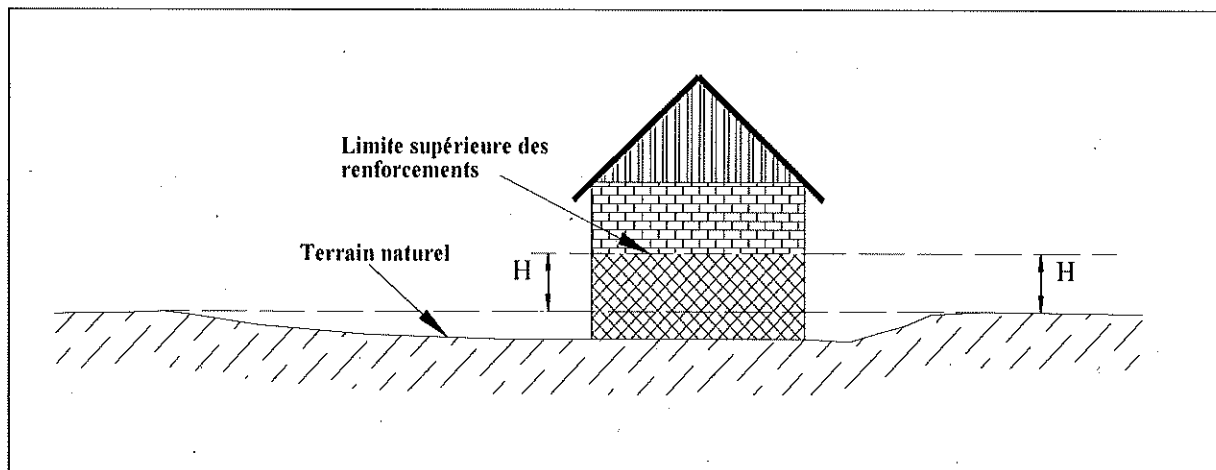 Limite supérieure des
renforcements
Terrain naturel
H
H